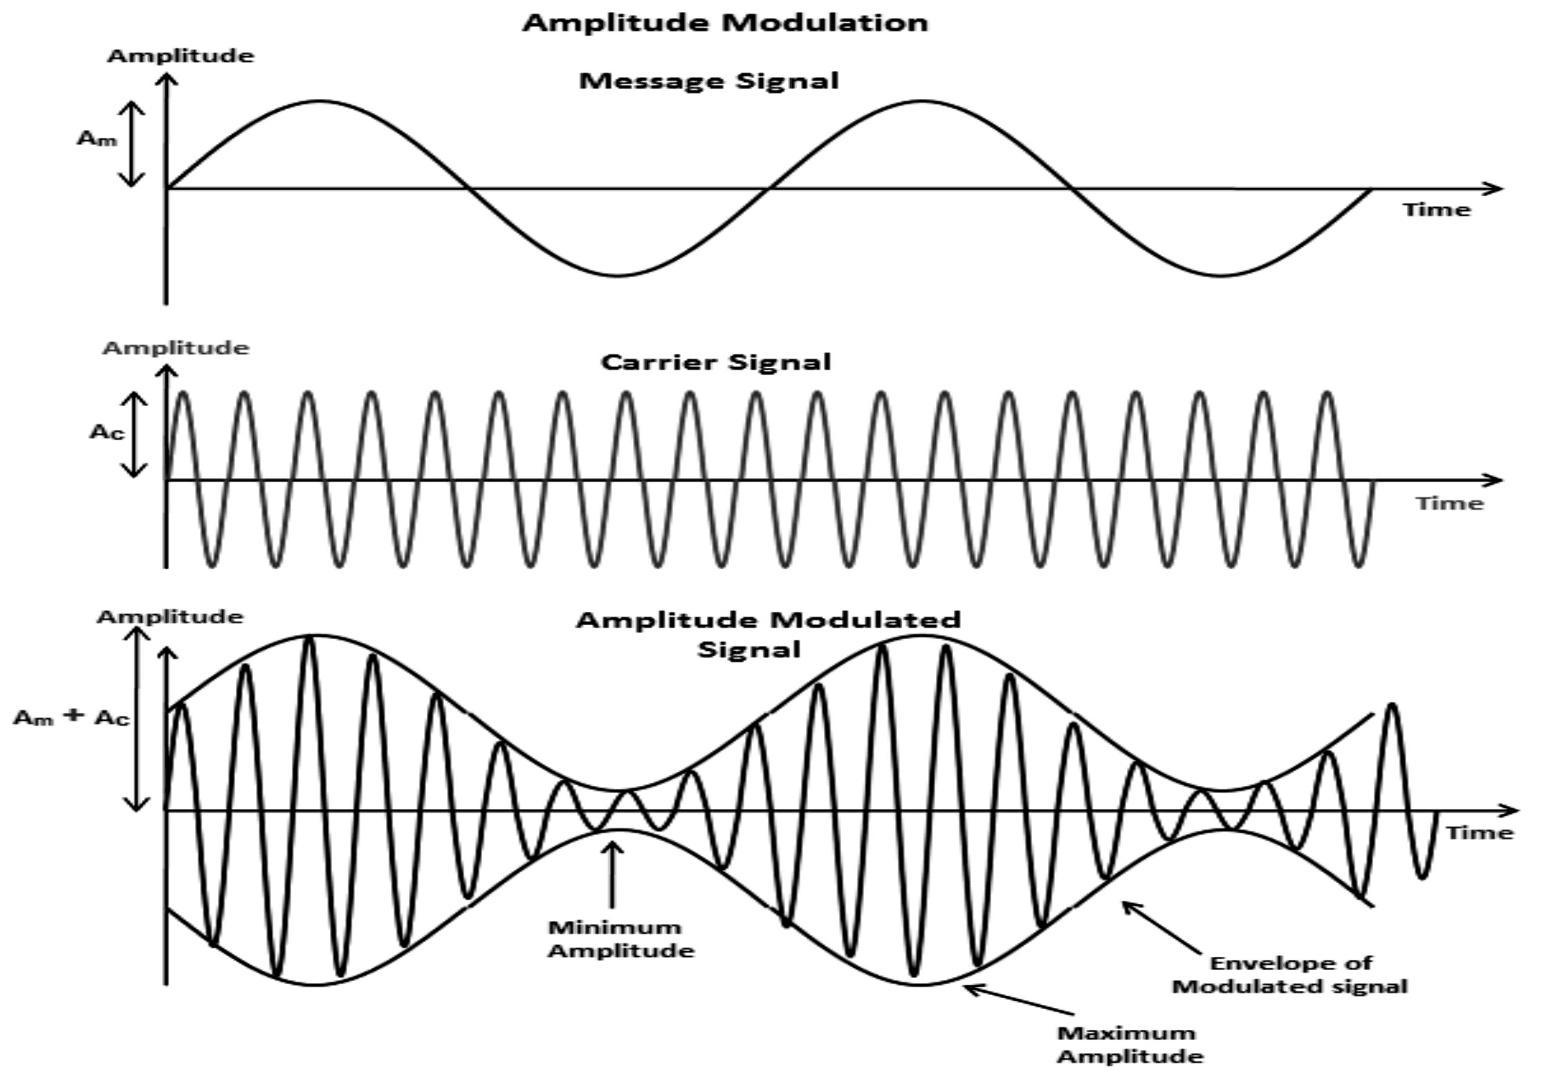 Amplitude Modulation
Amplitude
Message Signal
Am
Time
Amplitude
Carrier Signal
Ac
Time
Amplitude
Amplitude Modulated
Signal
Am + Ac
Time
Minimum
Amplitude
Envelope of
Modulated signal
Maximum
Amplitude